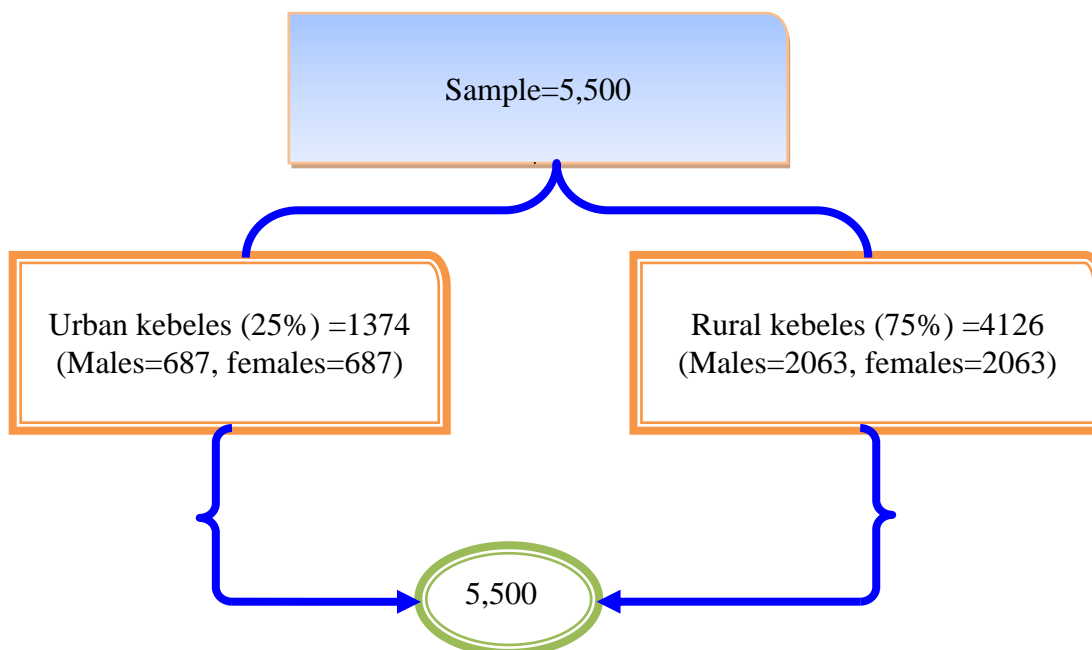 Sample=5,500
Urban kebeles (25%) =1374
(Males=687, females=687)
Rural kebeles (75%) =4126
(Males=2063, females=2063)
5,500